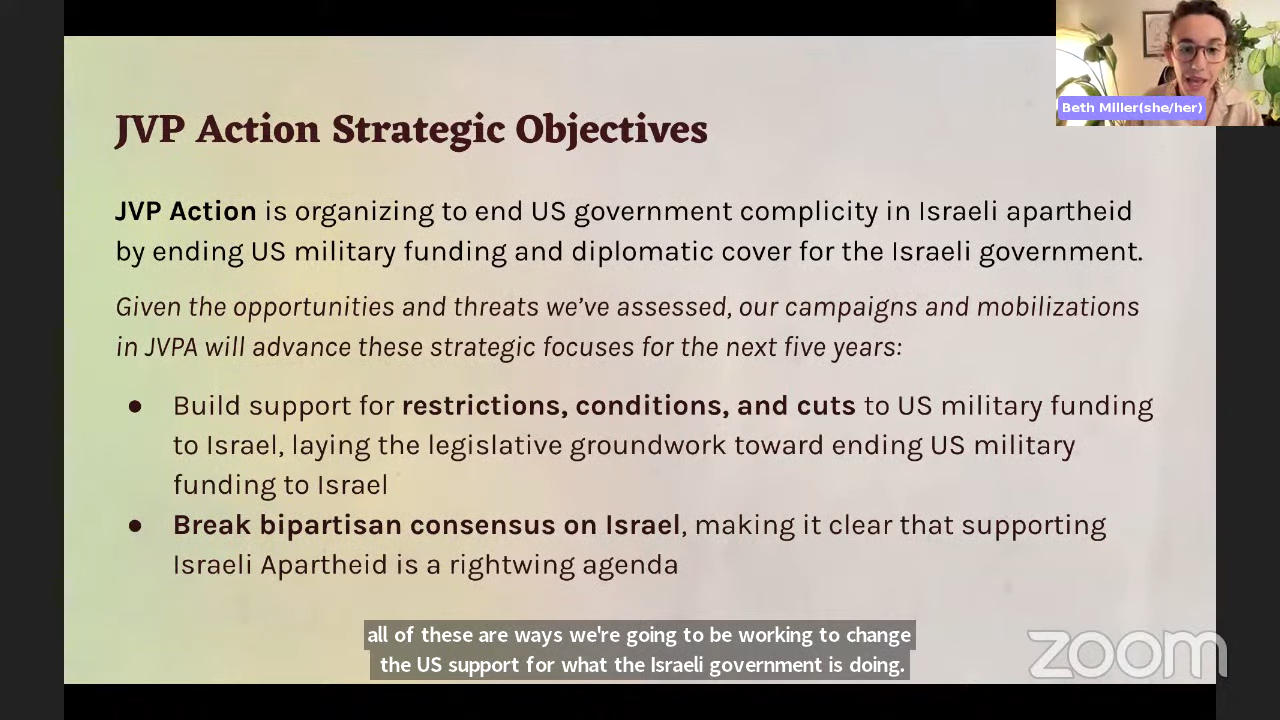 Beth Miller(she/her)
JVP Action Strategic Objectives
JVP Action is organizing to end US government complicity in Israeli apartheid
by ending US military funding and diplomatic cover for the Israeli government.
Given the opportunities and threats we’ve assessed, our campaigns and mobilizations
in JVPA will advance these strategic focuses for the next five years:
● Build support for restrictions, conditions, and cuts to US military funding
to Israel, laying the legislative groundwork toward ending US military
funding to Israel
● Break bipartisan consensus on Israel, making it clear that supporting
Israeli Apartheid is a rightwing agenda
all of these are ways we're going to be working to change
the US support for what the Israeli government is doing.
zoom